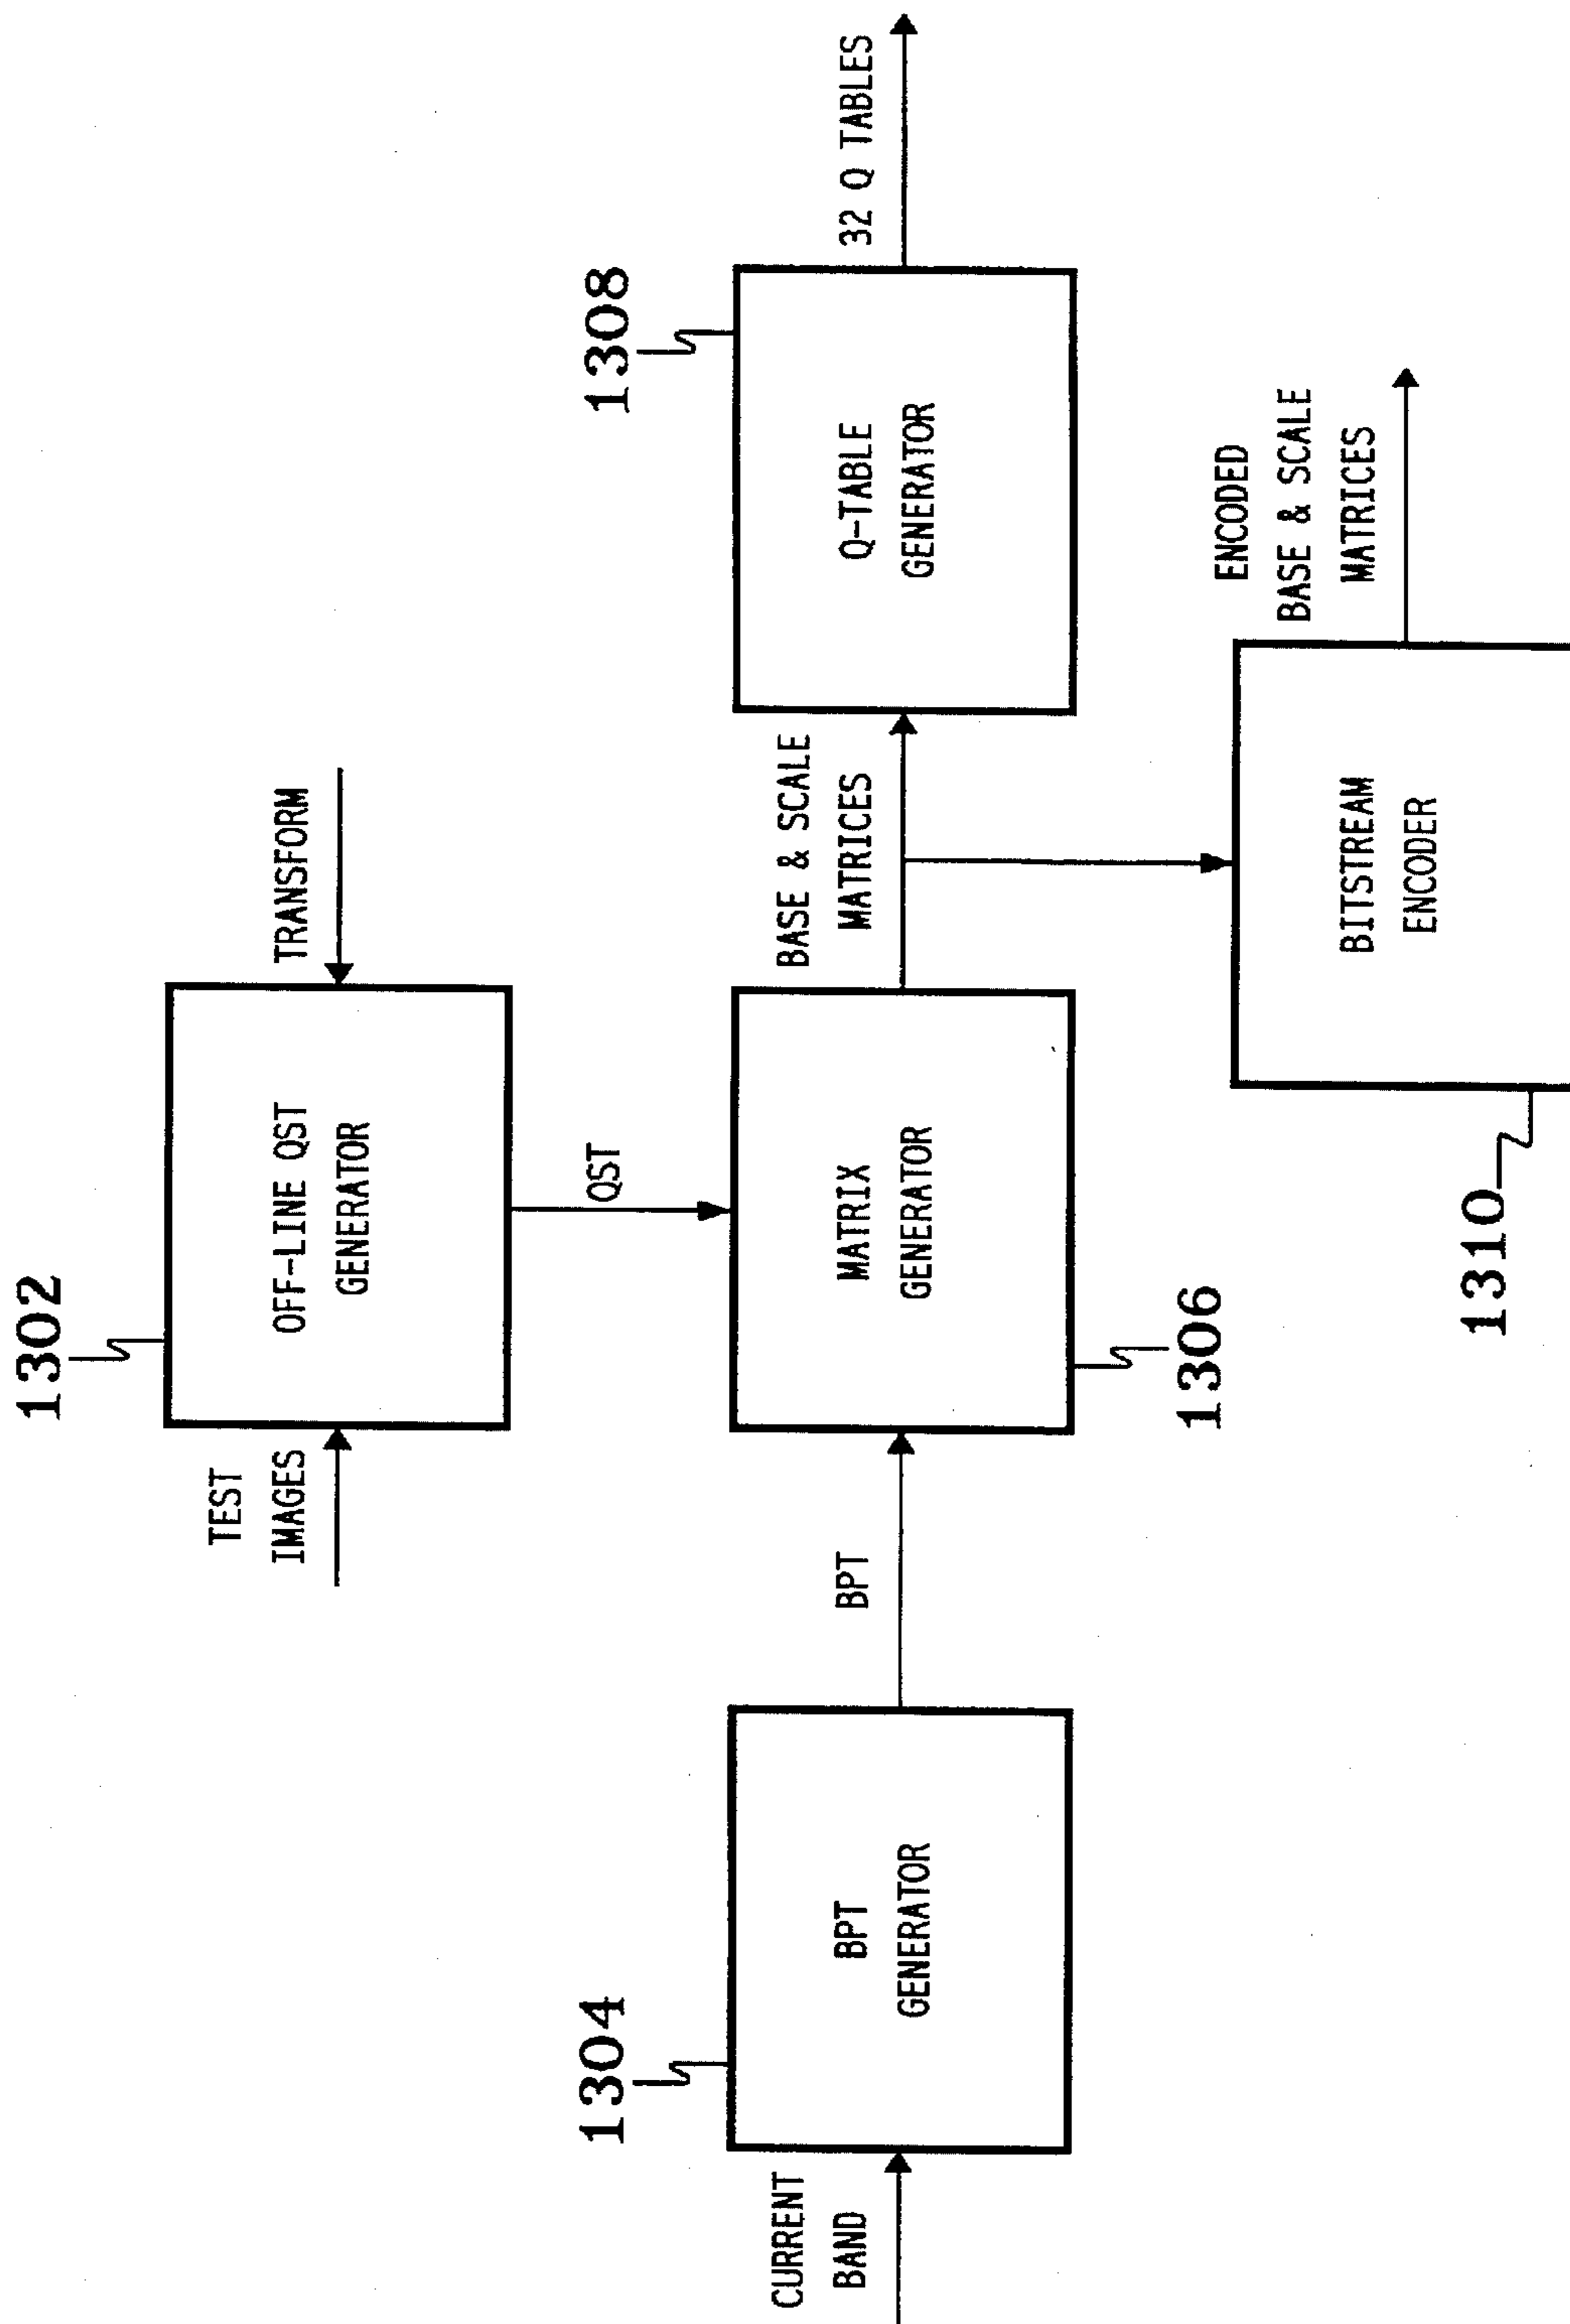 1302
TEST
IMAGES
OFF-LINE QST
GENERATOR
TRANSFORM
QST
1304
CURRENT
BAND
BPT
GENERATOR
BPT
MATRIX
GENERATOR
1306
BASE & SCALE
MATRICES
1308
Q-TABLE
GENERATOR
32 Q TABLES
1310
BITSTREAM
ENCODER
ENCODED
BASE & SCALE
MATRICES